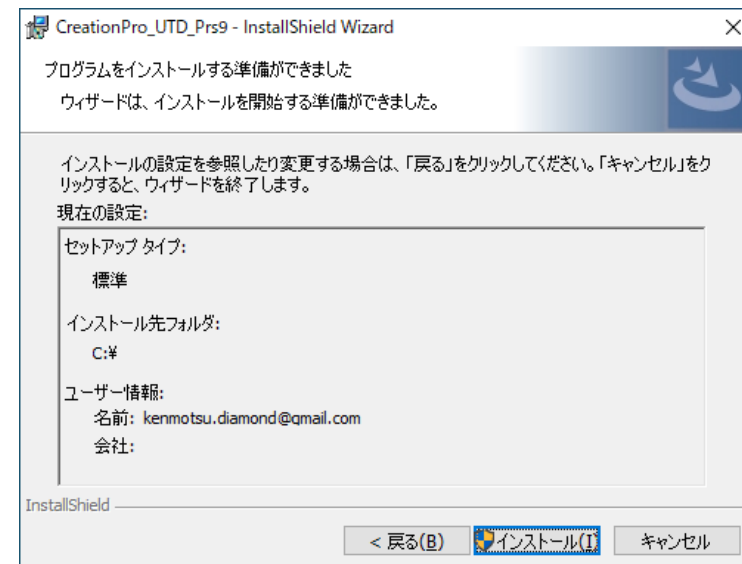 CreationPro_UTD_Prs9 - InstallShield Wizard
プログラムをインストールする準備ができました
ウィザードは、インストールを開始する準備ができました。
インストールの設定を参照したり変更する場合は、「戻る」をクリックしてください。「キャンセル」をク
リックすると、ウィザードを終了します。
現在の設定:
セットアップ タイプ:
標準
インストール先フォルダ:
C:¥
ユーザー情報:
名前: kenmotsu.diamond@gmail.com
会社:
InstallShield
< 戻る(B) インストール(I) キャンセル